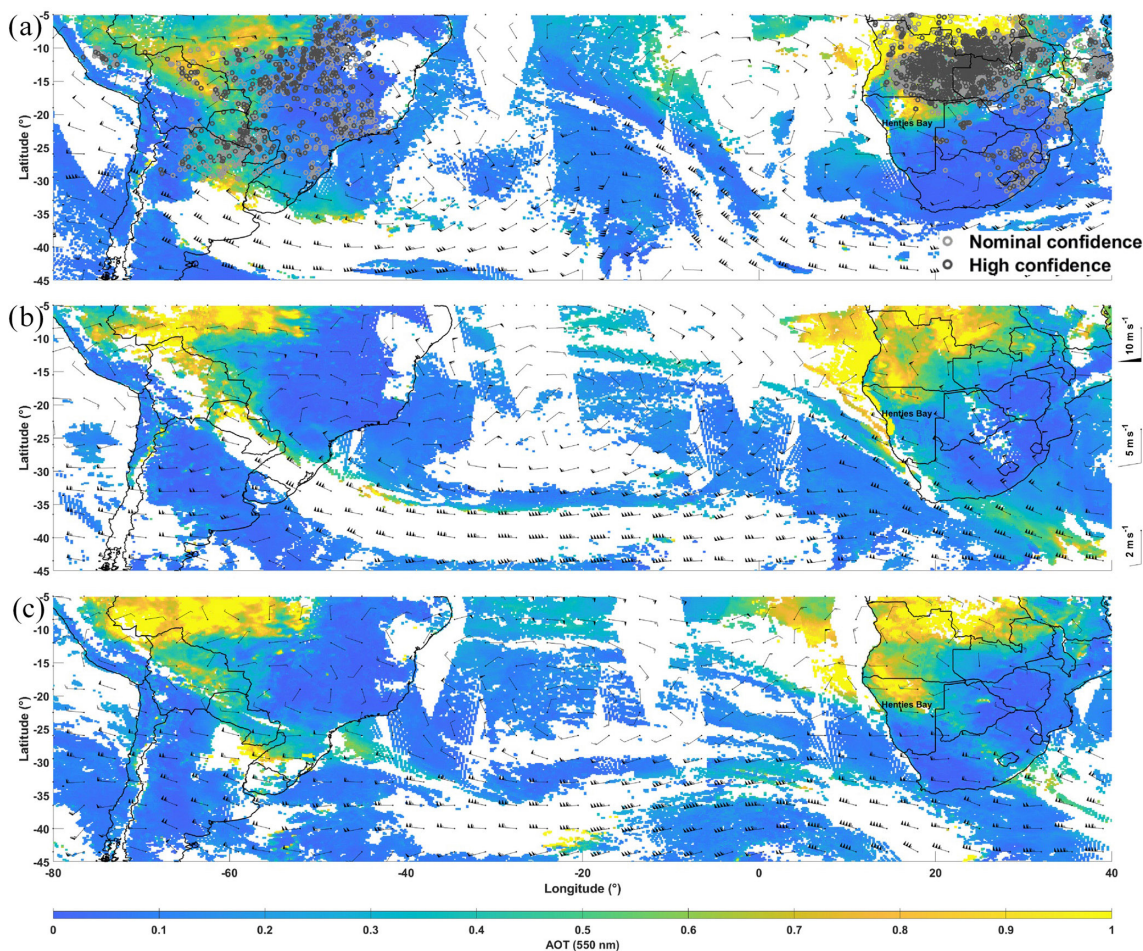 (a)
-5
-10
-15
-20
-25
-30
-35
-40
-45
Latitude (°)
Hentjes Bay
Nominal confidence
High confidence
(b)
-5
-10
-15
-20
-25
-30
-35
-40
-45
Latitude (°)
Hentjes Bay
10 m s⁻¹
5 m s⁻¹
2 m s⁻¹
(c)
-5
-10
-15
-20
-25
-30
-35
-40
-45
Latitude (°)
Hentjes Bay
-80 -60 -40 -20 0 20 40
Longitude (°)
0 0.1 0.2 0.3 0.4 0.5 0.6 0.7 0.8 0.9 1
AOT (550 nm)